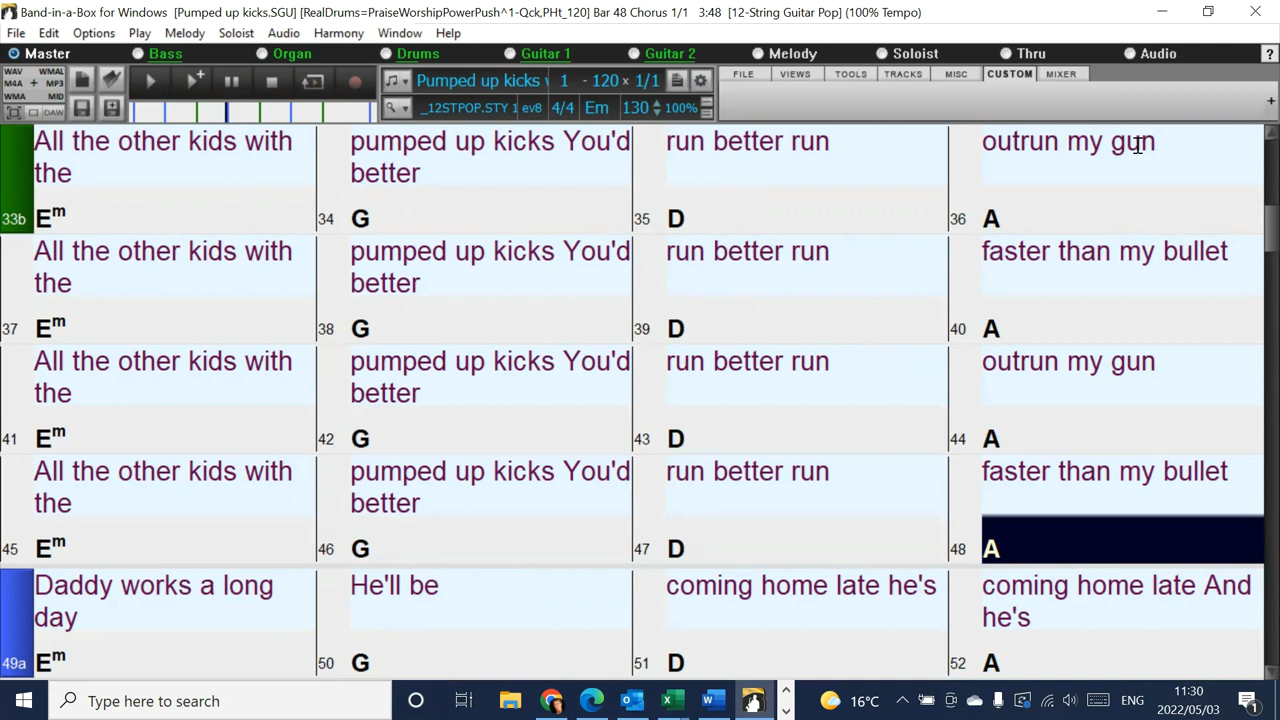 Band-in-a-Box for Windows [Pumped up kicks.SGU] [RealDrums=PraiseWorshipPowerPush^1-Qck,PHt_120] Bar 48 Chorus 1/1 3:48 [12-String Guitar Pop] (100% Tempo)
File Edit Options Play Melody Soloist Audio Harmony Window Help
Master Bass Organ Drums Guitar 1 Guitar 2 Melody Soloist Thru Audio ?
WAV WMAL
M4A + MP3
WMA MID
DAW
Pumped up kicks 1 - 120 x 1/1
_12STPOP.STY 1 ev8 4/4 Em 130 100%
FILE VIEWS TOOLS TRACKS MISC CUSTOM MIXER
+
All the other kids with the pumped up kicks You'd better run better run outrun my gun
33b Em 34 G 35 D 36 A
All the other kids with the pumped up kicks You'd better run better run faster than my bullet
37 Em 38 G 39 D 40 A
All the other kids with the pumped up kicks You'd better run better run outrun my gun
41 Em 42 G 43 D 44 A
All the other kids with the pumped up kicks You'd better run better run faster than my bullet
45 Em 46 G 47 D 48 A
Daddy works a long day He'll be coming home late he's coming home late And he's
49a Em 50 G 51 D 52 A
Type here to search
16°C ENG 11:30
2022/05/03
1